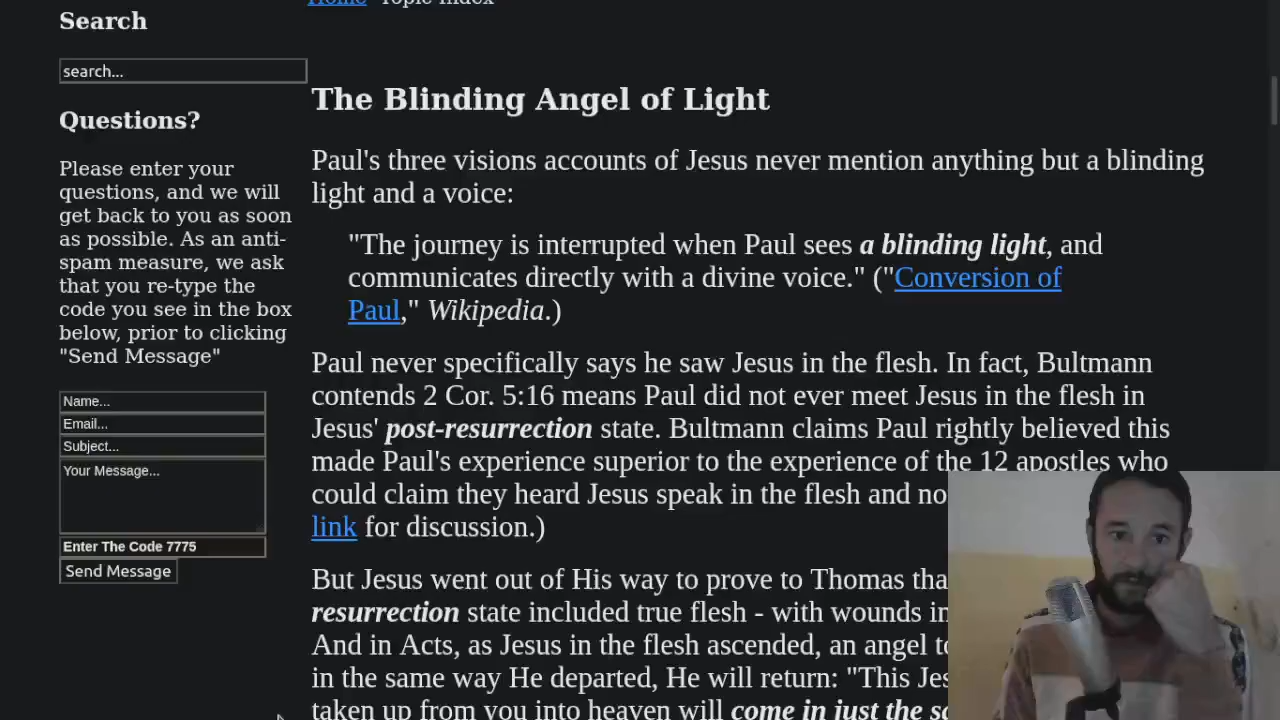 Home Topic Index
Search
search...
Questions?
Please enter your
questions, and we will
get back to you as soon
as possible. As an anti-
spam measure, we ask
that you re-type the
code you see in the box
below, prior to clicking
"Send Message"
Name...
Email...
Subject...
Your Message...
Enter The Code 7775
Send Message
The Blinding Angel of Light
Paul's three visions accounts of Jesus never mention anything but a blinding
light and a voice:
"The journey is interrupted when Paul sees a blinding light, and
communicates directly with a divine voice." ("Conversion of
Paul," Wikipedia.)
Paul never specifically says he saw Jesus in the flesh. In fact, Bultmann
contends 2 Cor. 5:16 means Paul did not ever meet Jesus in the flesh in
Jesus' post-resurrection state. Bultmann claims Paul rightly believed this
made Paul's experience superior to the experience of the 12 apostles who
could claim they heard Jesus speak in the flesh and
link for discussion.)
But Jesus went out of His way to prove to Thomas
resurrection state included true flesh - with wounds
And in Acts, as Jesus in the flesh ascended, an angel
in the same way He departed, He will return: "This
taken up from you into heaven will come in just the